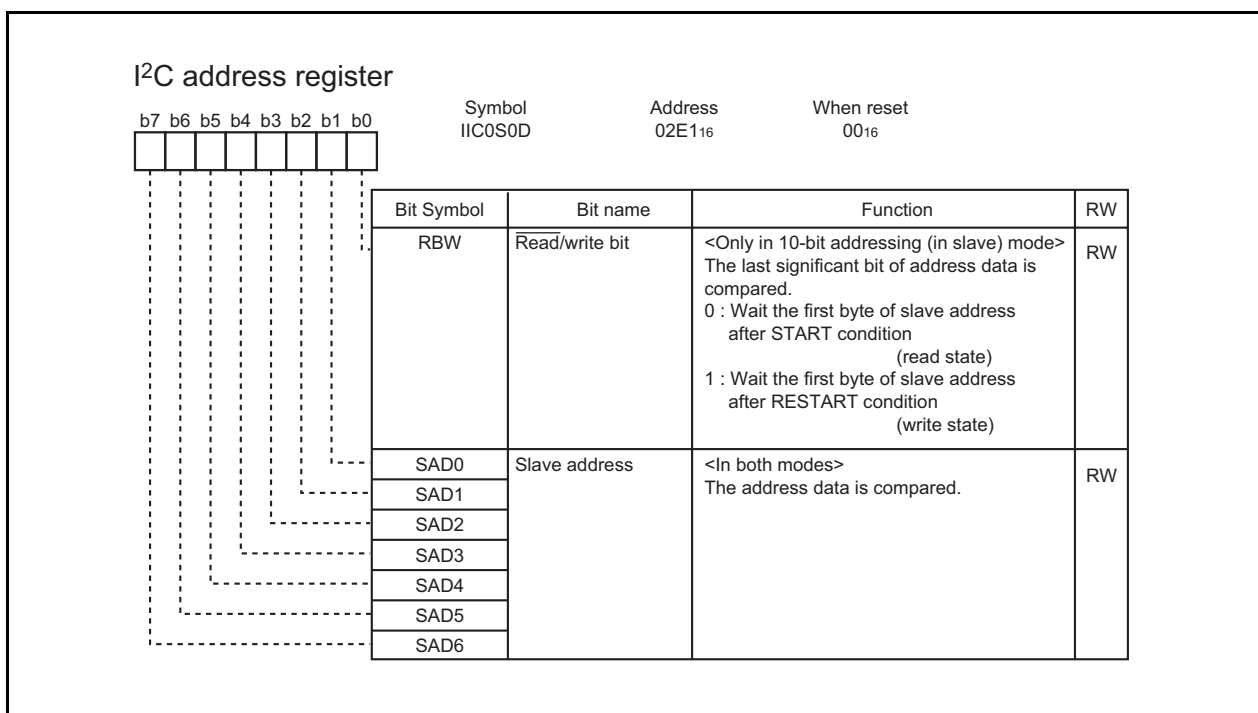 I2C address register
Symbol Address When reset
b7 b6 b5 b4 b3 b2 b1 b0
IIC0S0D 02E116 0016
Bit Symbol Bit name Function RW
RBW Read/write bit <Only in 10-bit addressing (in slave) mode> RW
The last significant bit of address data is
compared.
0 : Wait the first byte of slave address
after START condition
(read state)
1 : Wait the first byte of slave address
after RESTART condition
(write state)
SAD0 Slave address <In both modes> RW
SAD1 The address data is compared.
SAD2
SAD3
SAD4
SAD5
SAD6